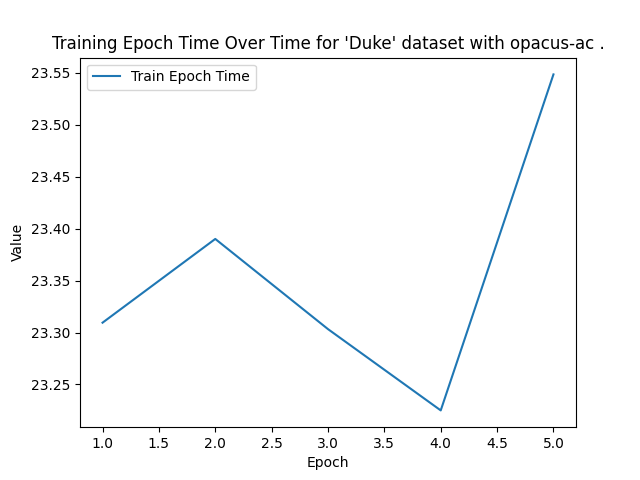 Training Epoch Time Over Time for 'Duke' dataset with opacus-ac .
Train Epoch Time
23.55
23.50
23.45
23.40
23.35
23.30
23.25
Value
1.0 1.5 2.0 2.5 3.0 3.5 4.0 4.5 5.0
Epoch